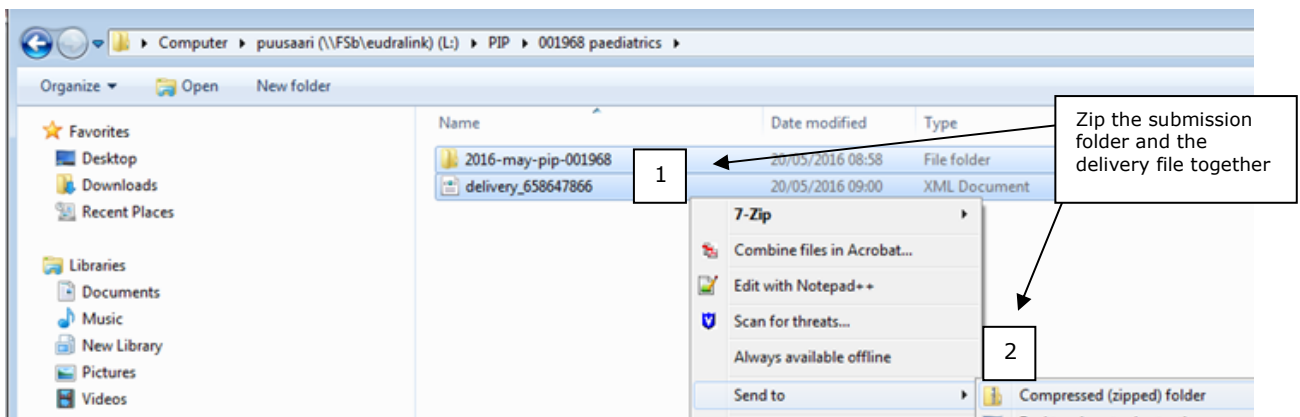 Computer puusaari (\\FSb\eudralink) (L:) PIP 001968 paediatrics
Organize Open New folder
Favorites
Desktop
Downloads
Recent Places
Libraries
Documents
Music
New Library
Pictures
Videos
Name Date modified Type
2016-may-pip-001968 20/05/2016 08:58 File folder
delivery_658647866 20/05/2016 09:00 XML Document
1
Zip the submission
folder and the
delivery file together
7-Zip
Combine files in Acrobat...
Edit with Notepad++
Scan for threats...
Always available offline
2
Send to
Compressed (zipped) folder